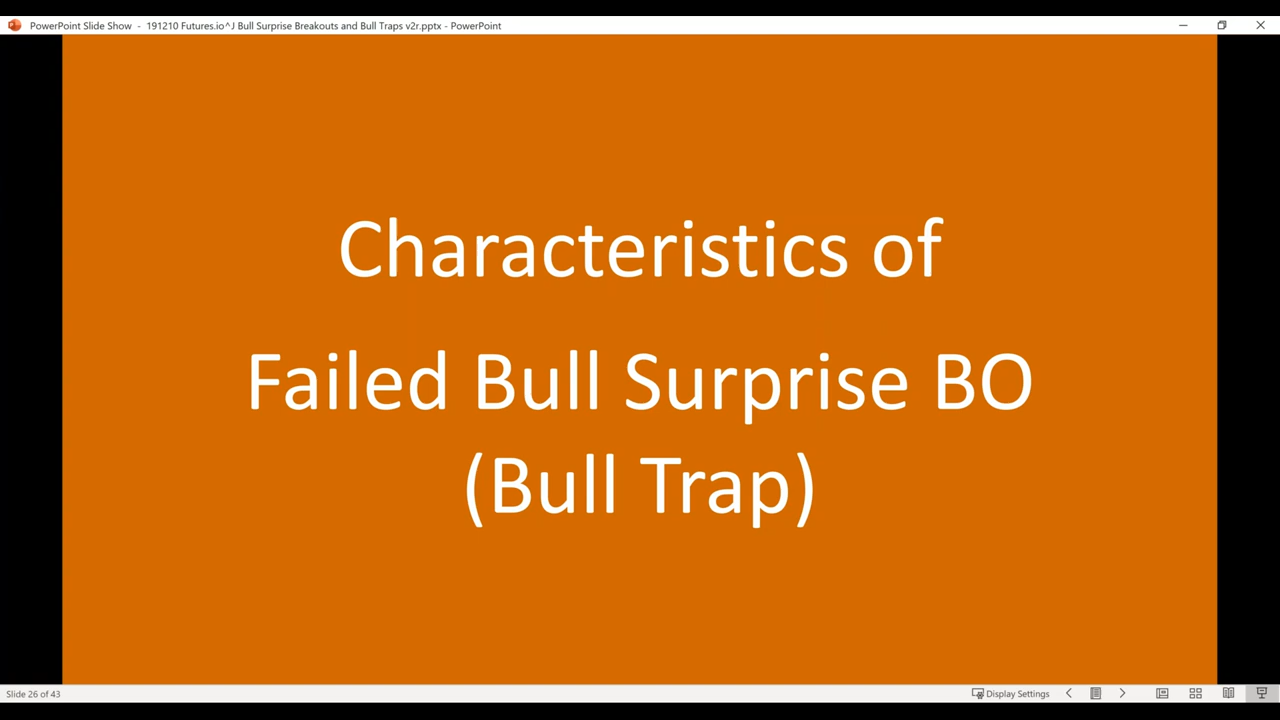 PowerPoint Slide Show - 191210 Futures.io^J Bull Surprise Breakouts and Bull Traps v2r.pptx - PowerPoint
Characteristics of
Failed Bull Surprise BO
(Bull Trap)
Slide 26 of 43
Display Settings